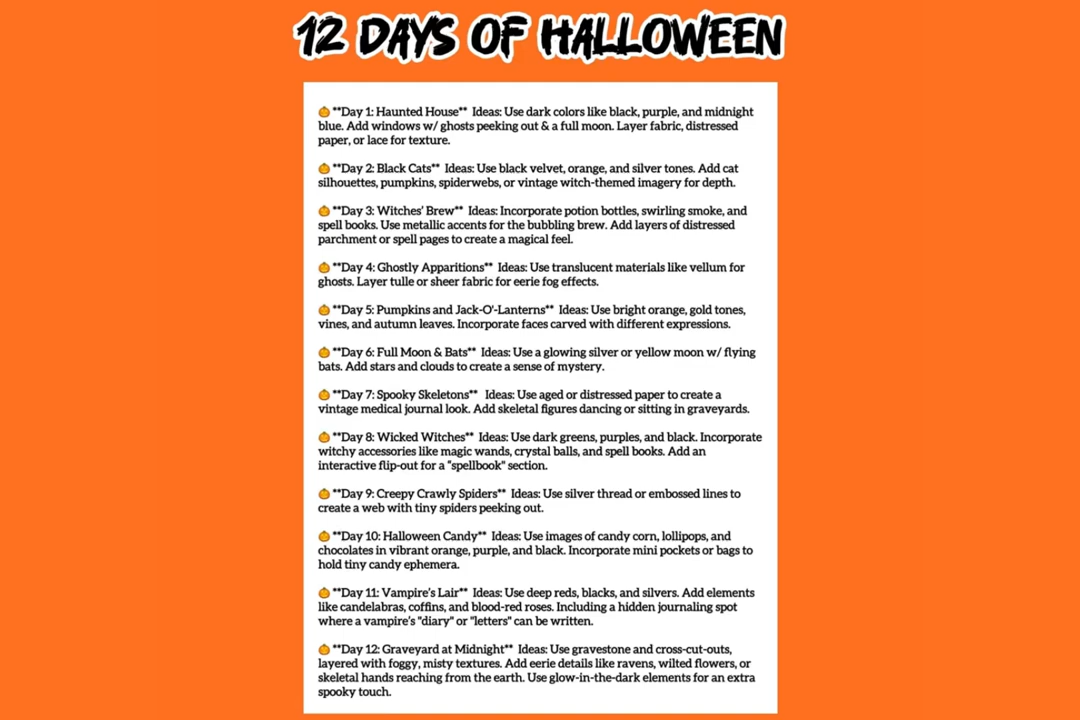 12 DAYS OF HALLOWEEN
🎃 **Day 1: Haunted House** Ideas: Use dark colors like black, purple, and midnight
blue. Add windows w/ ghosts peeking out & a full moon. Layer fabric, distressed
paper, or lace for texture.
🎃 **Day 2: Black Cats** Ideas: Use black velvet, orange, and silver tones. Add cat
silhouettes, pumpkins, spiderwebs, or vintage witch-themed imagery for depth.
🎃 **Day 3: Witches’ Brew** Ideas: Incorporate potion bottles, swirling smoke, and
spell books. Use metallic accents for the bubbling brew. Add layers of distressed
parchment or spell pages to create a magical feel.
🎃 **Day 4: Ghostly Apparitions** Ideas: Use translucent materials like vellum for
ghosts. Layer tulle or sheer fabric for eerie fog effects.
🎃 **Day 5: Pumpkins and Jack-O'-Lanterns** Ideas: Use bright orange, gold tones,
vines, and autumn leaves. Incorporate faces carved with different expressions.
🎃 **Day 6: Full Moon & Bats** Ideas: Use a glowing silver or yellow moon w/ flying
bats. Add stars and clouds to create a sense of mystery.
🎃 **Day 7: Spooky Skeletons** Ideas: Use aged or distressed paper to create a
vintage medical journal look. Add skeletal figures dancing or sitting in graveyards.
🎃 **Day 8: Wicked Witches** Ideas: Use dark greens, purples, and black. Incorporate
witchy accessories like magic wands, crystal balls, and spell books. Add an
interactive flip-out for a "spellbook" section.
🎃 **Day 9: Creepy Crawly Spiders** Ideas: Use silver thread or embossed lines to
create a web with tiny spiders peeking out.
🎃 **Day 10: Halloween Candy** Ideas: Use images of candy corn, lollipops, and
chocolates in vibrant orange, purple, and black. Incorporate mini pockets or bags to
hold tiny candy ephemera.
🎃 **Day 11: Vampire’s Lair** Ideas: Use deep reds, blacks, and silvers. Add elements
like candelabras, coffins, and blood-red roses. Including a hidden journaling spot
where a vampire’s "diary" or "letters" can be written.
🎃 **Day 12: Graveyard at Midnight** Ideas: Use gravestone and cross-cut-outs,
layered with foggy, misty textures. Add eerie details like ravens, wilted flowers, or
skeletal hands reaching from the earth. Use glow-in-the-dark elements for an extra
spooky touch.